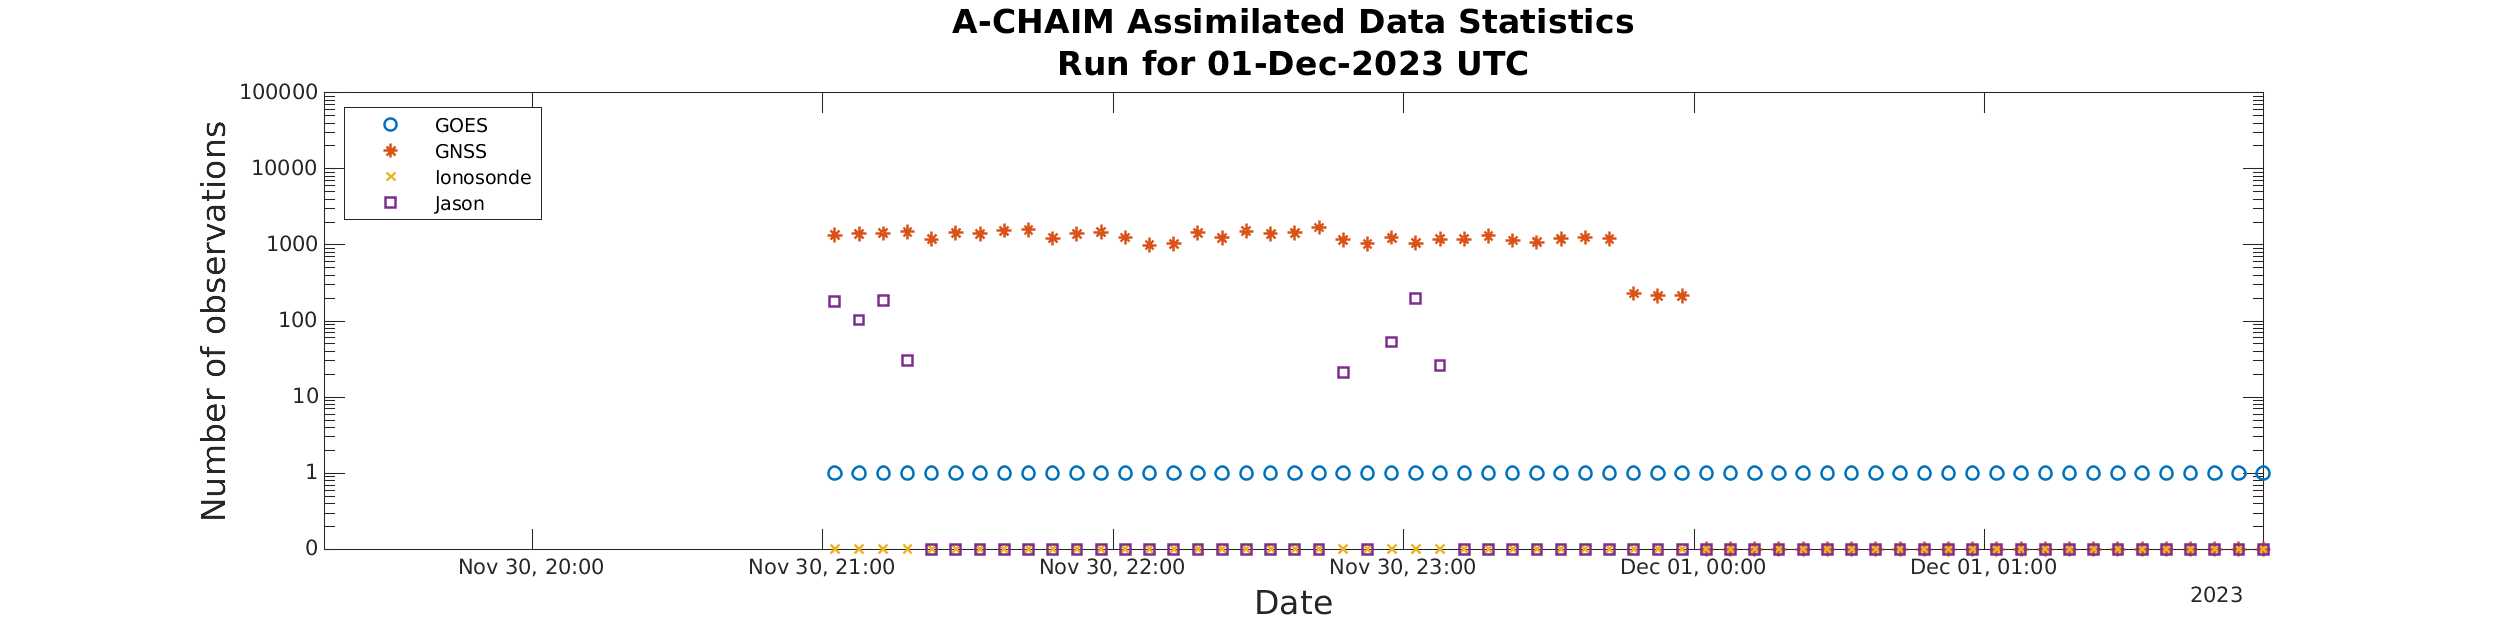 A-CHAIM Assimilated Data Statistics
Run for 01-Dec-2023 UTC
Number of observations
100000
10000
1000
100
10
1
0
GOES
GNSS
Ionosonde
Jason
Nov 30, 20:00
Nov 30, 21:00
Nov 30, 22:00
Nov 30, 23:00
Dec 01, 00:00
Dec 01, 01:00
2023
Date